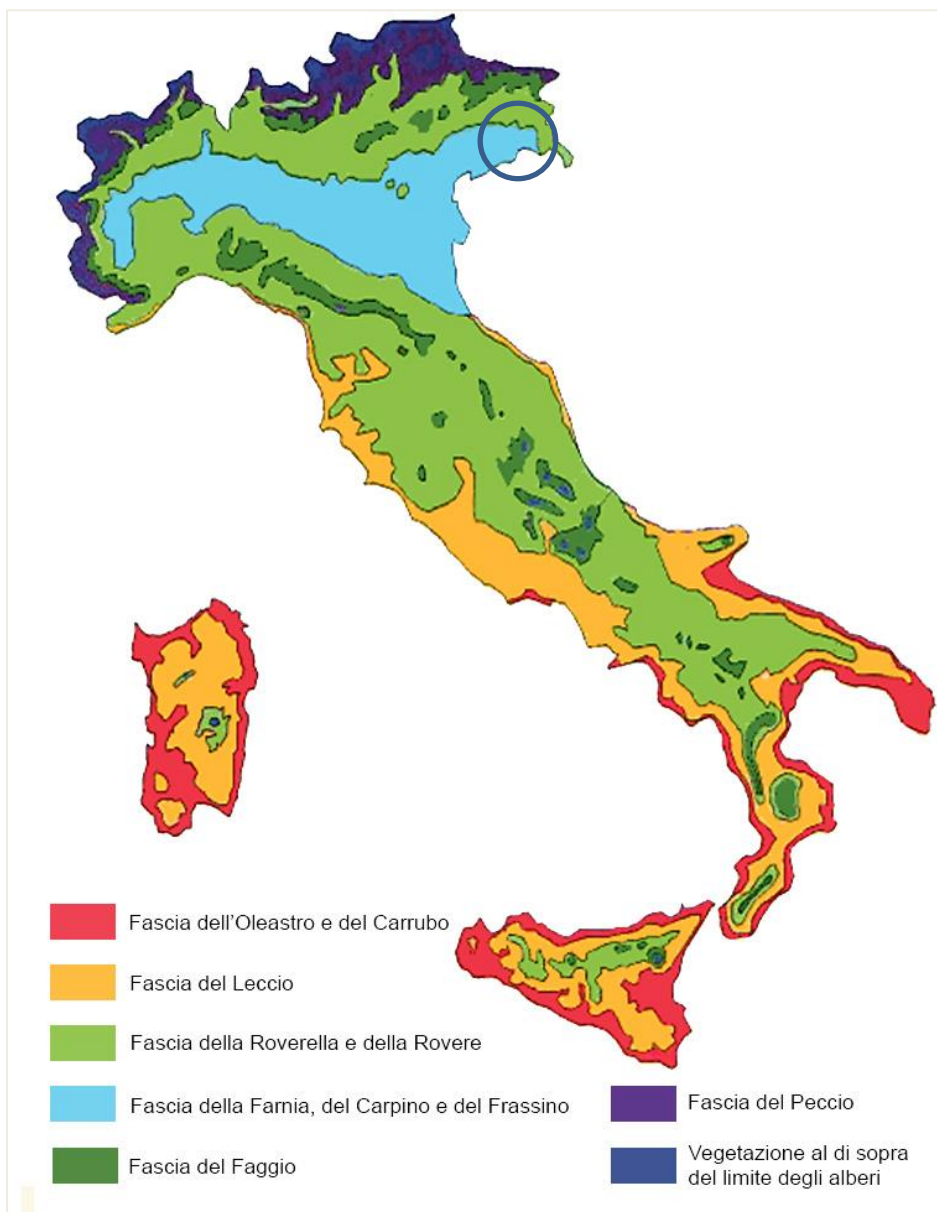 Fascia dell'Oleastro e del Carrubo
Fascia del Leccio
Fascia della Roverella e della Rovere
Fascia della Farnia, del Carpino e del Frassino
Fascia del Faggio
Fascia del Peccio
Vegetazione al di sopra
del limite degli alberi